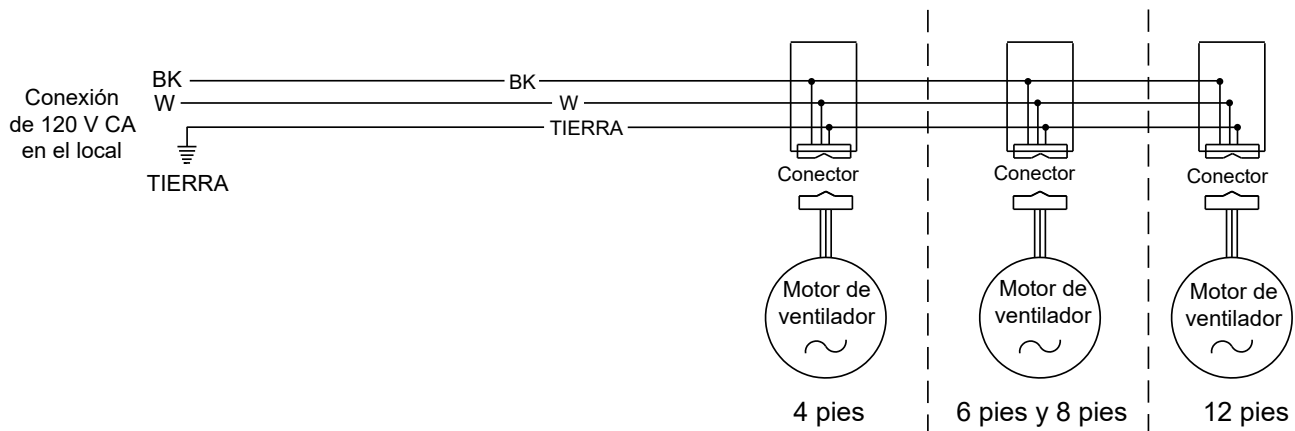 Conexión
de 120 V CA
en el local
BK
W
TIERRA
BK
W
TIERRA
Conector
Conector
Conector
Motor de
ventilador
Motor de
ventilador
Motor de
ventilador
4 pies
6 pies y 8 pies
12 pies